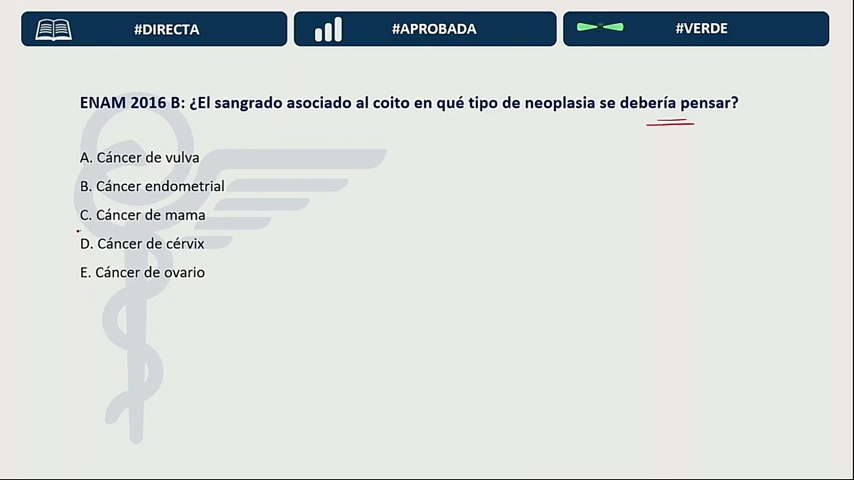 #DIRECTA
#APROBADA
#VERDE
ENAM 2016 B: ¿El sangrado asociado al coito en qué tipo de neoplasia se debería pensar?
A. Cáncer de vulva
B. Cáncer endometrial
C. Cáncer de mama
D. Cáncer de cérvix
E. Cáncer de ovario